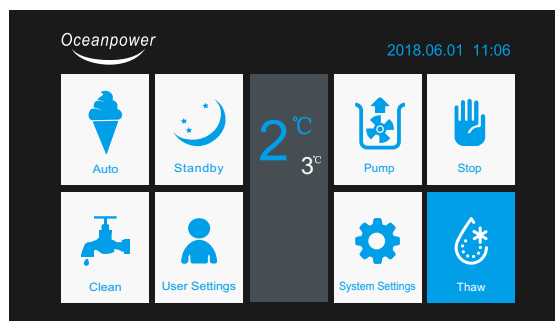 Oceanpower
2018.06.01 11:06
Auto
Standby
2℃
3℃
Pump
Stop
Clean
User Settings
System Settings
Thaw